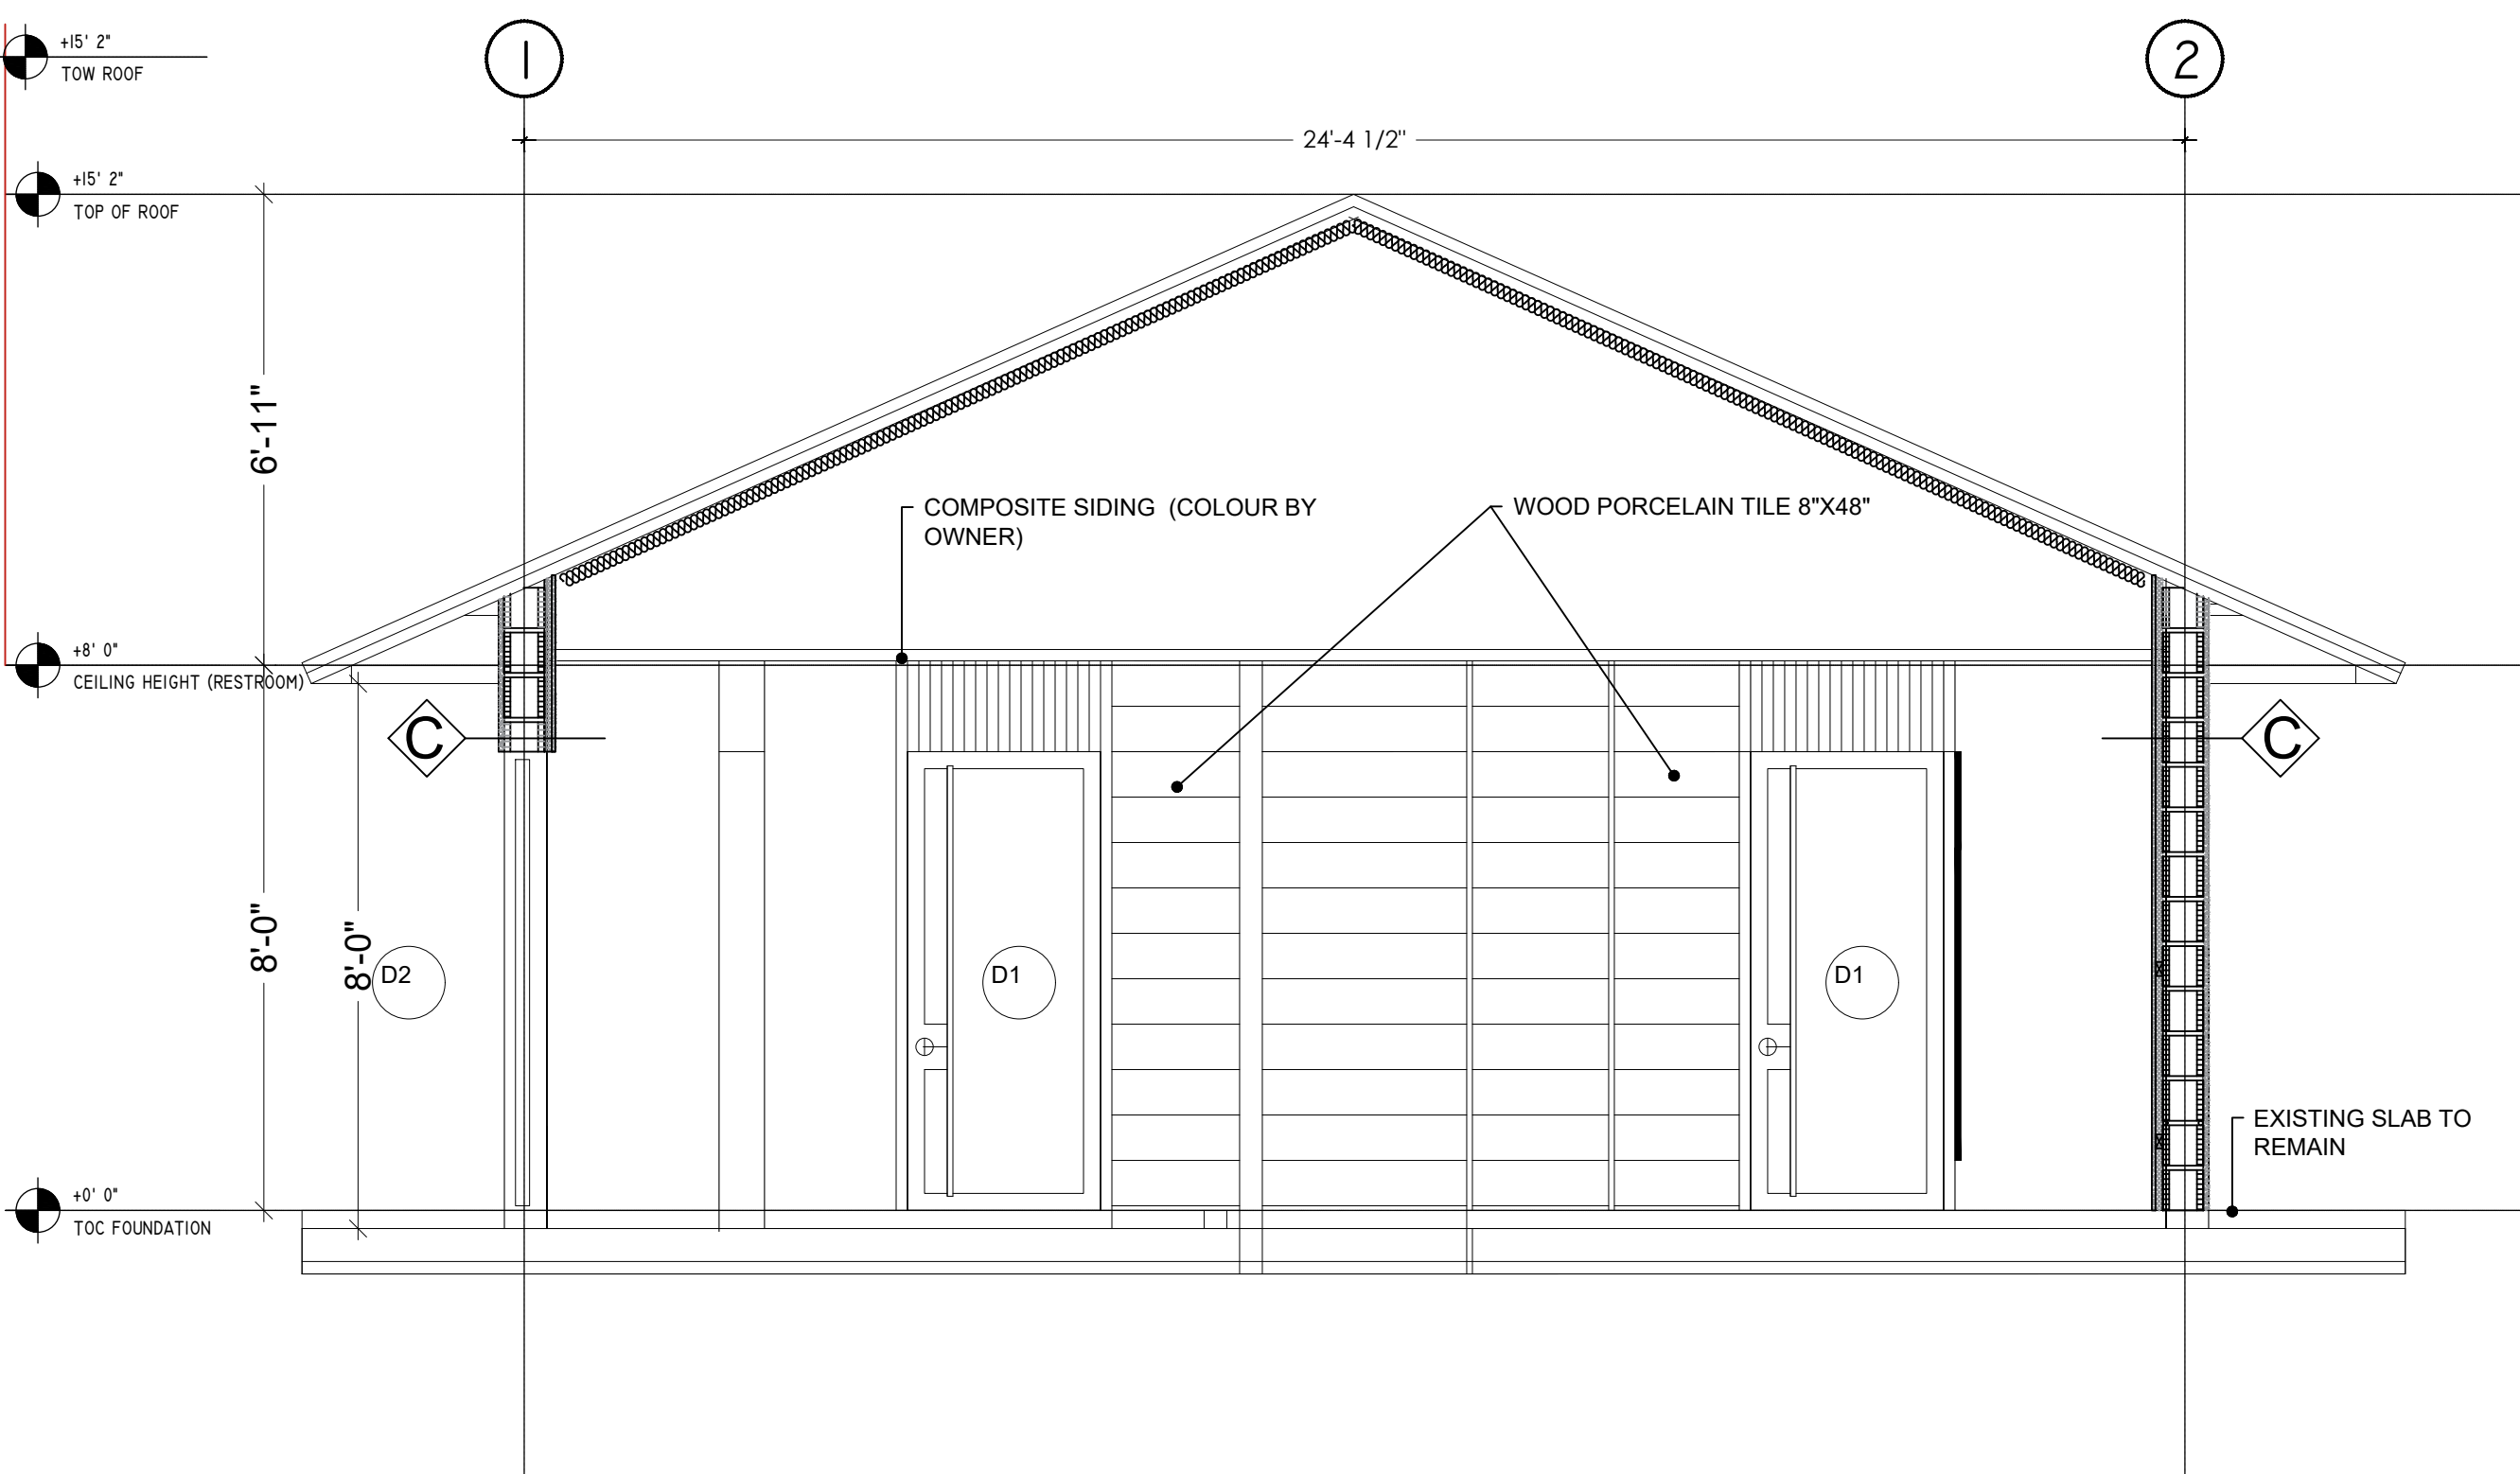 +15' 2"
TOW ROOF
1
2
24'-4 1/2"
+15' 2"
TOP OF ROOF
6'-11"
COMPOSITE SIDING (COLOUR BY
OWNER)
WOOD PORCELAIN TILE 8"X48"
+8' 0"
CEILING HEIGHT (RESTROOM)
C
C
8'-0"
8'-0"
D2
D1
D1
EXISTING SLAB TO
REMAIN
+0' 0"
TOC FOUNDATION